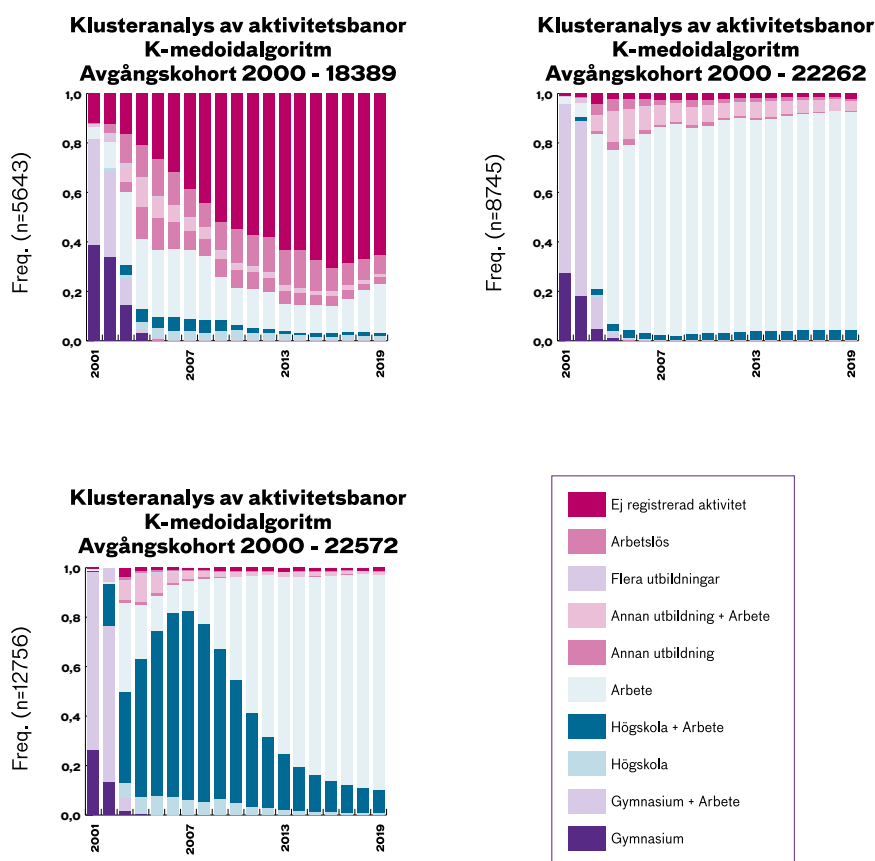 Klusteranalys av aktivitetsbanor
K-medoidalgoritm
Avgångskohort 2000 - 18389
Freq. (n=5643)
1,0
0,8
0,6
0,4
0,2
0,0
2001
2007
2013
2019
Klusteranalys av aktivitetsbanor
K-medoidalgoritm
Avgångskohort 2000 - 22262
Freq. (n=8745)
1,0
0,8
0,6
0,4
0,2
0,0
2001
2007
2013
2019
Klusteranalys av aktivitetsbanor
K-medoidalgoritm
Avgångskohort 2000 - 22572
Freq. (n=12756)
1,0
0,8
0,6
0,4
0,2
0,0
2001
2007
2013
2019
Ej registrerad aktivitet
Arbetslös
Flera utbildningar
Annan utbildning + Arbete
Annan utbildning
Arbete
Högskola + Arbete
Högskola
Gymnasium + Arbete
Gymnasium